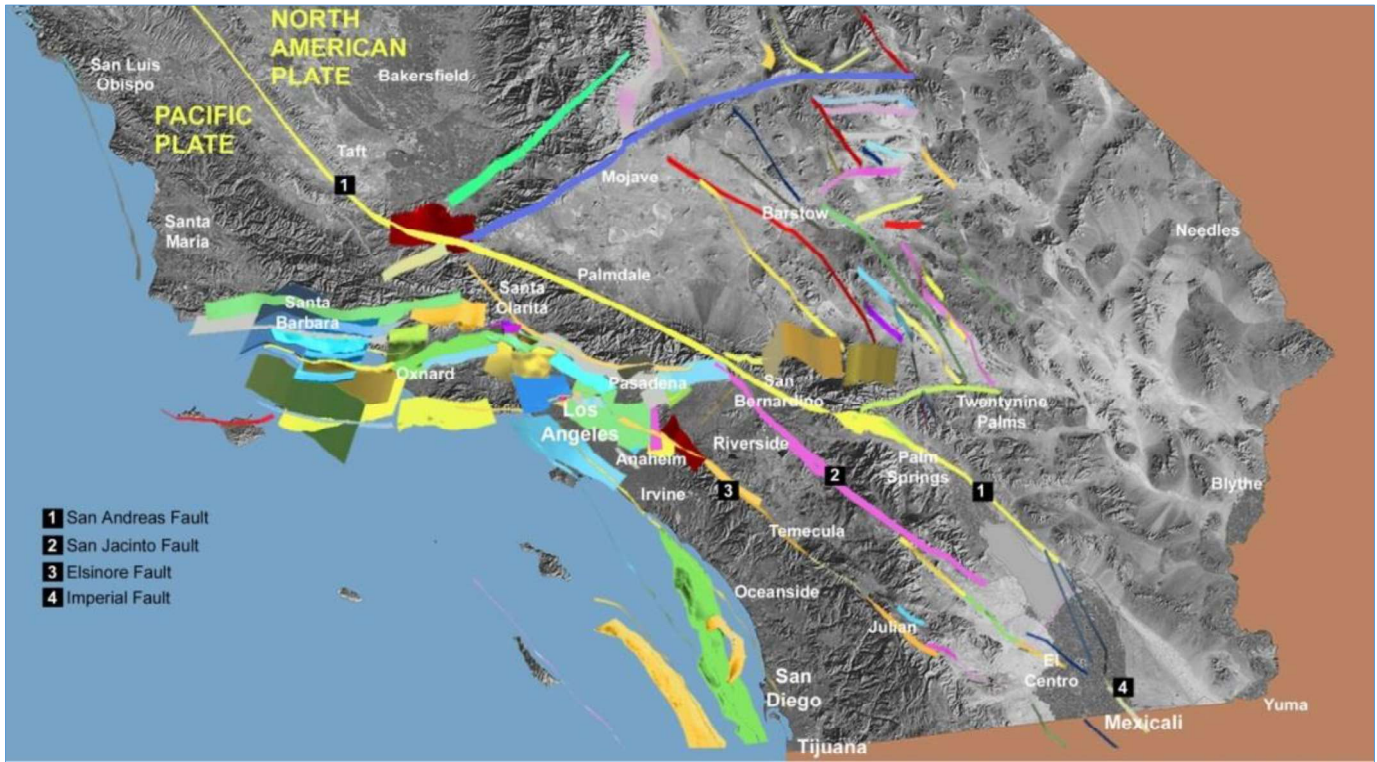 NORTH
AMERICAN
PLATE
San Luis
Obispo
Bakersfield
PACIFIC
PLATE
Taft
1
Mojave
Santa
Maria
Barstow
Needles
Palmdale
Santa
Clarita
Santa
Barbara
Oxnard
Pasadena
San
Bernardino
Twentynine
Palms
Los
Angeles
Riverside
Anaheim
Palm
Springs
2
1
3
Irvine
Blythe
1 San Andreas Fault
2 San Jacinto Fault
3 Elsinore Fault
4 Imperial Fault
Temecula
Oceanside
Julian
El
Centro
San
Diego
4
Mexicali
Yuma
Tijuana